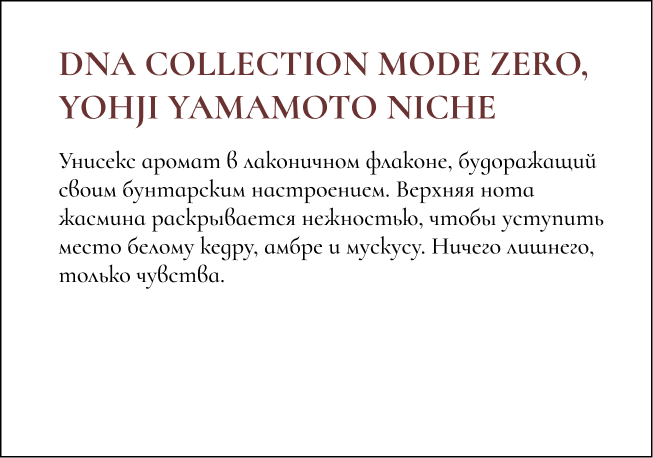 DNA COLLECTION MODE ZERO,
YOHJI YAMAMOTO NICHE
Унисекс аромат в лаконичном флаконе, будоражащий
своим бунтарским настроением. Верхняя нота
жасмина раскрывается нежностью, чтобы уступить
место белому кедру, амбре и мускусу. Ничего лишнего,
только чувства.